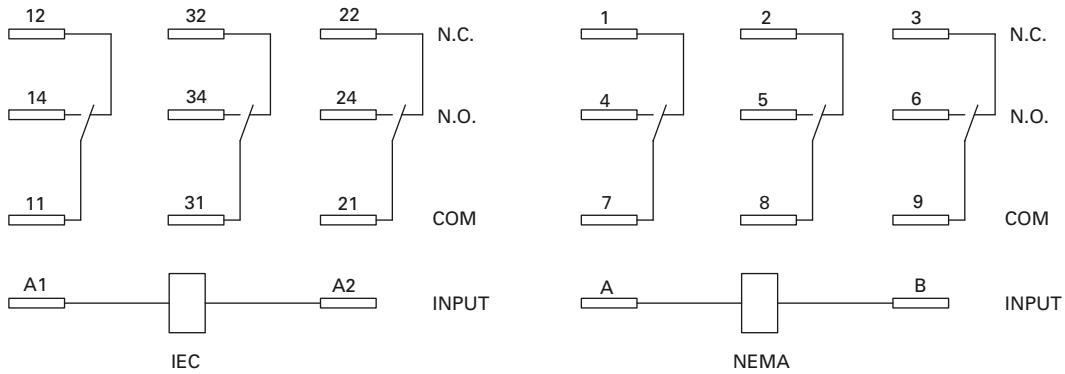 12 32 22 N.C. 1 2 3 N.C.
14 34 24 N.O. 4 5 6 N.O.
11 31 21 COM 7 8 9 COM
A1 A2 INPUT A B INPUT
IEC NEMA